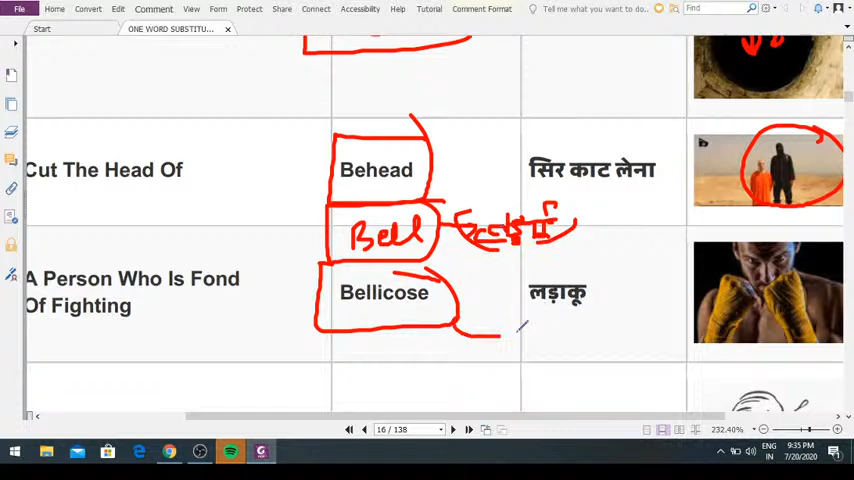 File Home Convert Edit Comment View Form Protect Share Connect Accessibility Help Tutorial Comment Format Tell me what you want to do... Find
Start ONE WORD SUBSTITU...
Cut The Head Of Behead सिर काट लेना
Bell
A Person Who Is Fond
Of Fighting
Bellicose लड़ाकू
16 / 138 232.40%
ENG 9:35 PM
IN 7/20/2020